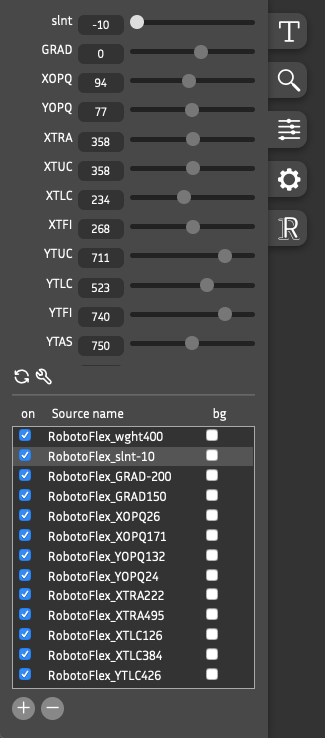 slnt -10
GRAD 0
XOPQ 94
YOPQ 77
XTRA 358
XTUC 358
XTLC 234
XTFI 268
YTUC 711
YTLC 523
YTFI 740
YTAS 750
on Source name bg
RobotoFlex_wght400
RobotoFlex_slnt-10
RobotoFlex_GRAD-200
RobotoFlex_GRAD150
RobotoFlex_XOPQ26
RobotoFlex_XOPQ171
RobotoFlex_YOPQ132
RobotoFlex_YOPQ24
RobotoFlex_XTRA222
RobotoFlex_XTRA495
RobotoFlex_XTLC126
RobotoFlex_XTLC384
RobotoFlex_YTLC426
T
R